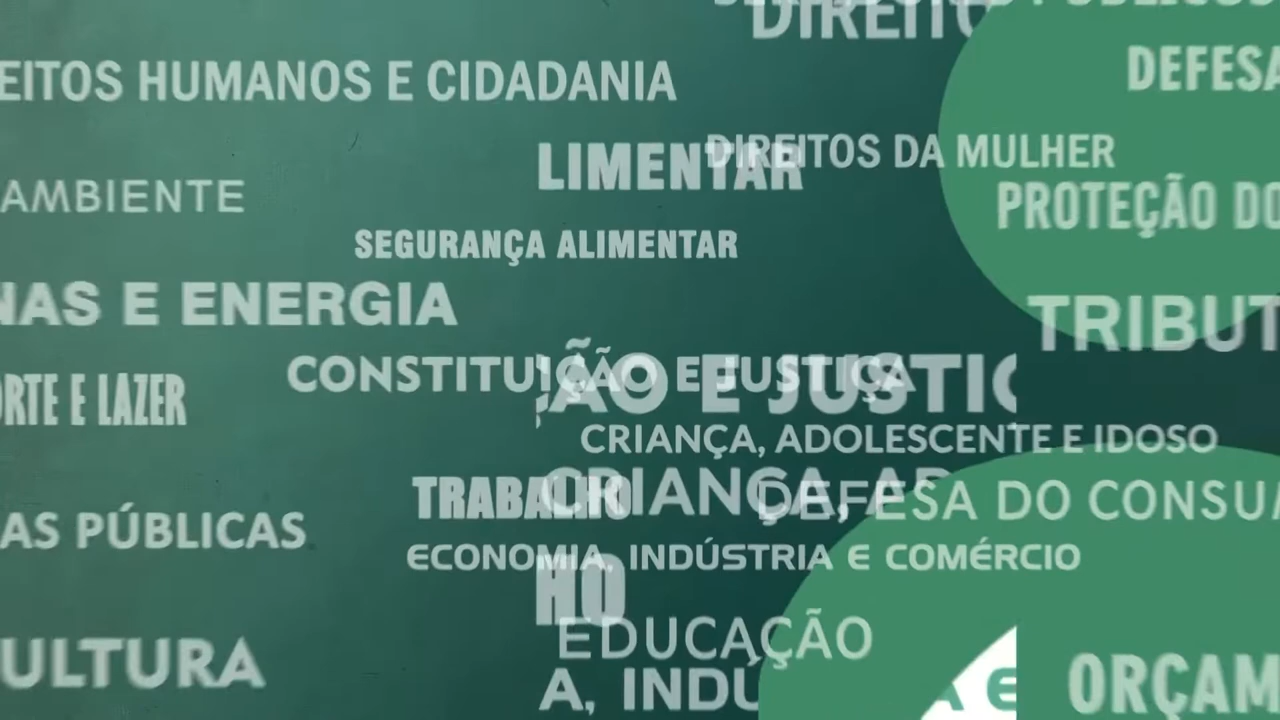 DIREITO
DEFESA
EITOS HUMANOS E CIDADANIA
DIREITOS DA MULHER
LIMENTAR
AMBIENTE
PROTEÇÃO DO
SEGURANÇA ALIMENTAR
NAS E ENERGIA
TRIBUT
CONSTITUIÇÃO E JUSTIÇA
ÃO E JUSTIÇ
ORTE E LAZER
CRIANÇA, ADOLESCENTE E IDOSO
TRABALHO
CRIANÇA, AD
DEFESA DO CONSU
AS PÚBLICAS
ECONOMIA, INDÚSTRIA E COMÉRCIO
HO
EDUCAÇÃO
ULTURA
A, INDÚ
A E
ORÇAM